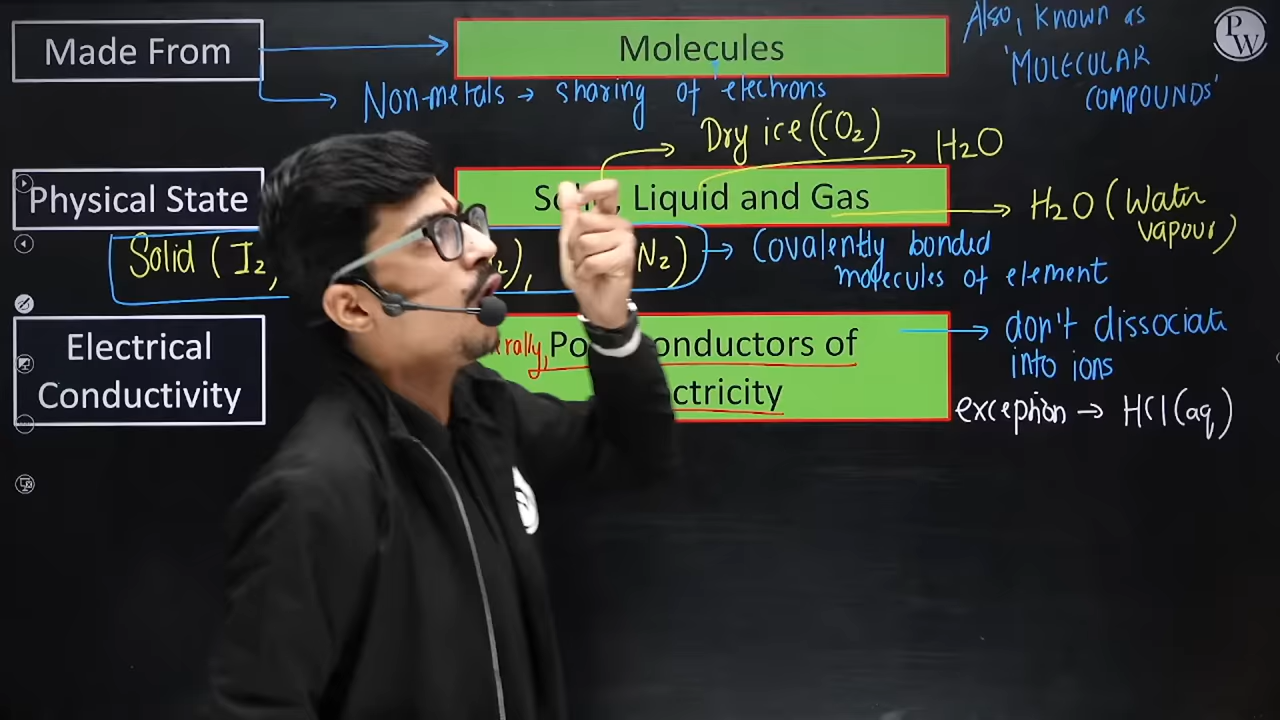 Made From
Molecules
Also, known as
'MOLECULAR
COMPOUNDS'
PW
Non-metals → sharing of electrons
Dry ice (CO₂)
H₂O
Physical State
Liquid and Gas
H₂O (Water
vapour)
Solid (I₂,
N₂)
Covalently bonded
molecules of element
Electrical
Conductivity
of
don't dissociate
into ions
exception → HCl(aq)